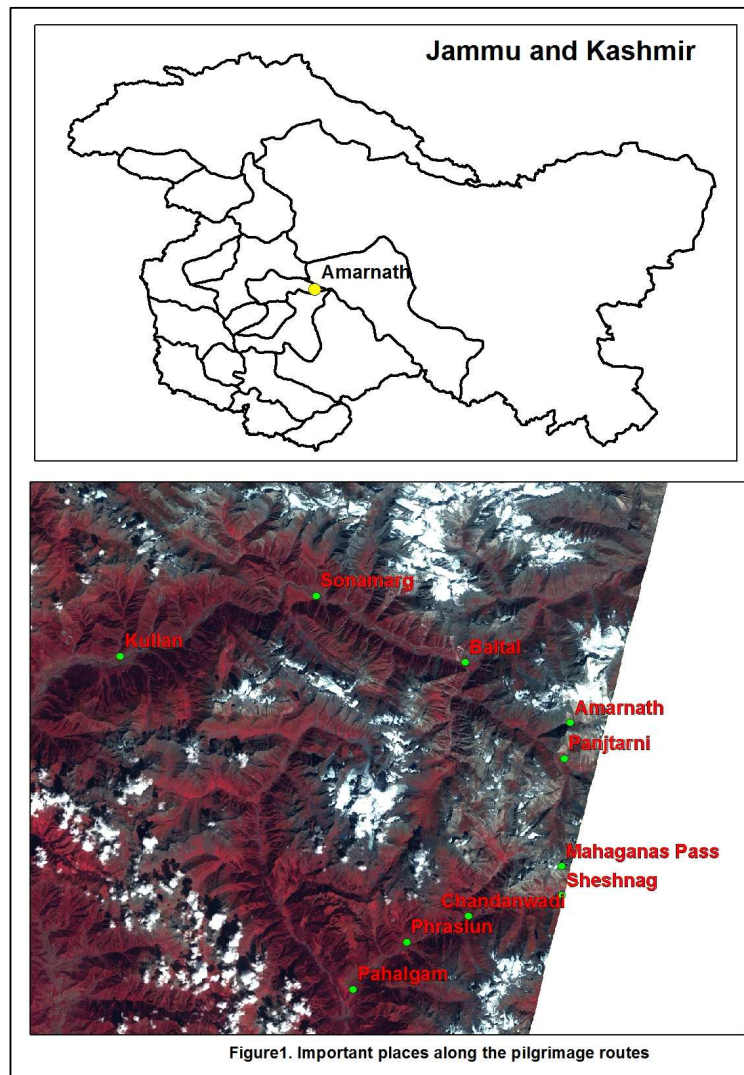 Jammu and Kashmir
Amarnath
Sonamarg
Kullan
Baltal
Amarnath
Panjtarni
Mahaganas Pass
Sheshnag
Chandanwadi
Phraslun
Pahalgam
Figure1. Important places along the pilgrimage routes